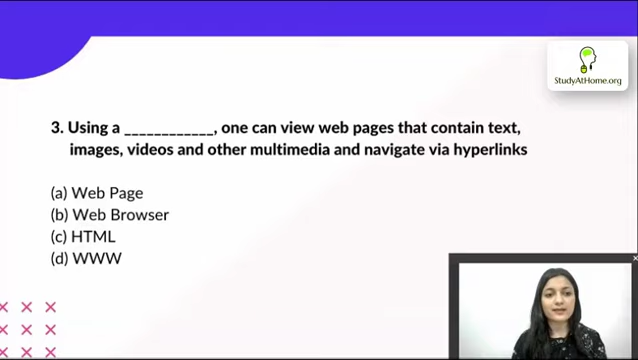 StudyAtHome.org
3. Using a ____________, one can view web pages that contain text,
images, videos and other multimedia and navigate via hyperlinks
(a) Web Page
(b) Web Browser
(c) HTML
(d) WWW